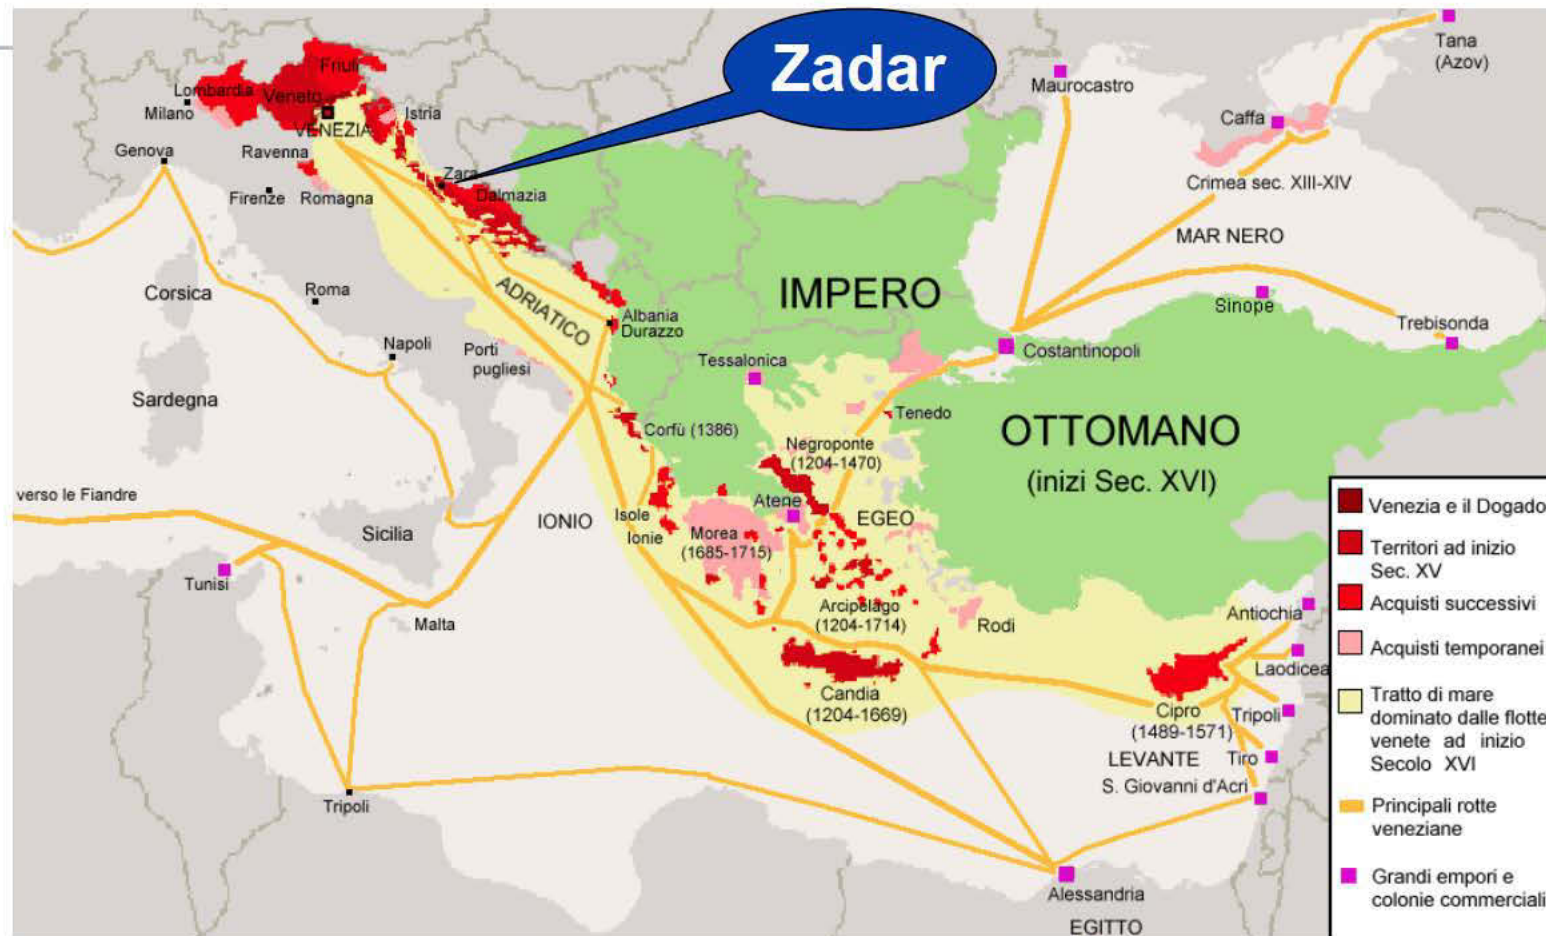 Zadar
Tana
(Azov)
Maurocastro
Friuli
Lombardia
Veneto
Milano
Istria
VENEZIA
Caffa
Genova
Ravenna
Zara
Crimea sec. XIII-XIV
Firenze
Romagna
Dalmazia
MAR NERO
Corsica
Roma
ADRIATICO
IMPERO
Sinope
Albania
Durazzo
Trebisonda
Napoli
Porti
pugliesi
Tessalonica
Costantinopoli
Sardegna
Tenedo
Corfù (1386)
OTTOMANO
(inizi Sec. XVI)
Negroponte
(1204-1470)
verso le Fiandre
Atene
Isole
Ionie
IONIO
EGEO
Sicilia
Morea
(1685-1715)
Tunisi
Malta
Arcipelago
(1204-1714)
Rodi
Antiochia
Laodicea
Candia
(1204-1669)
Cipro
(1489-1571)
Tripoli
LEVANTE
Tiro
S. Giovanni d'Acri
Tripoli
Alessandria
EGITTO
Venezia e il Dogado
Territori ad inizio
Sec. XV
Acquisti successivi
Acquisti temporanei
Tratto di mare
dominato dalle flotte
venete ad inizio
Secolo XVI
Principali rotte
veneziane
Grandi empori e
colonie commerciali